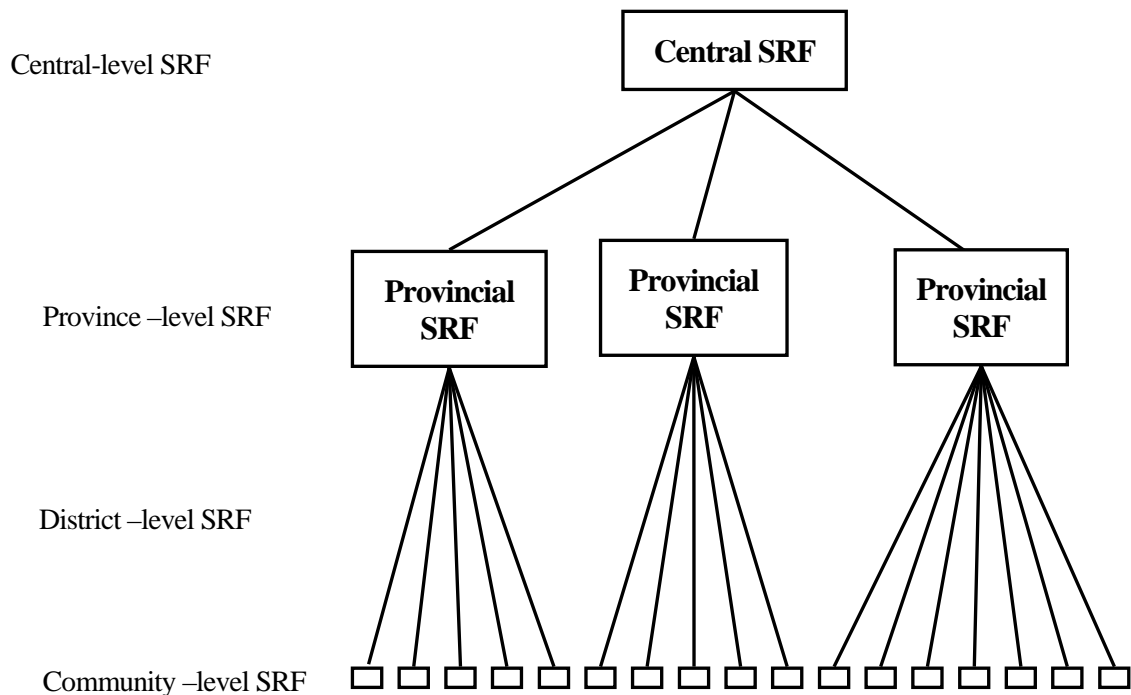 Central-level SRF
Central SRF
Province –level SRF
Provincial
SRF
Provincial
SRF
Provincial
SRF
District –level SRF
Community –level SRF